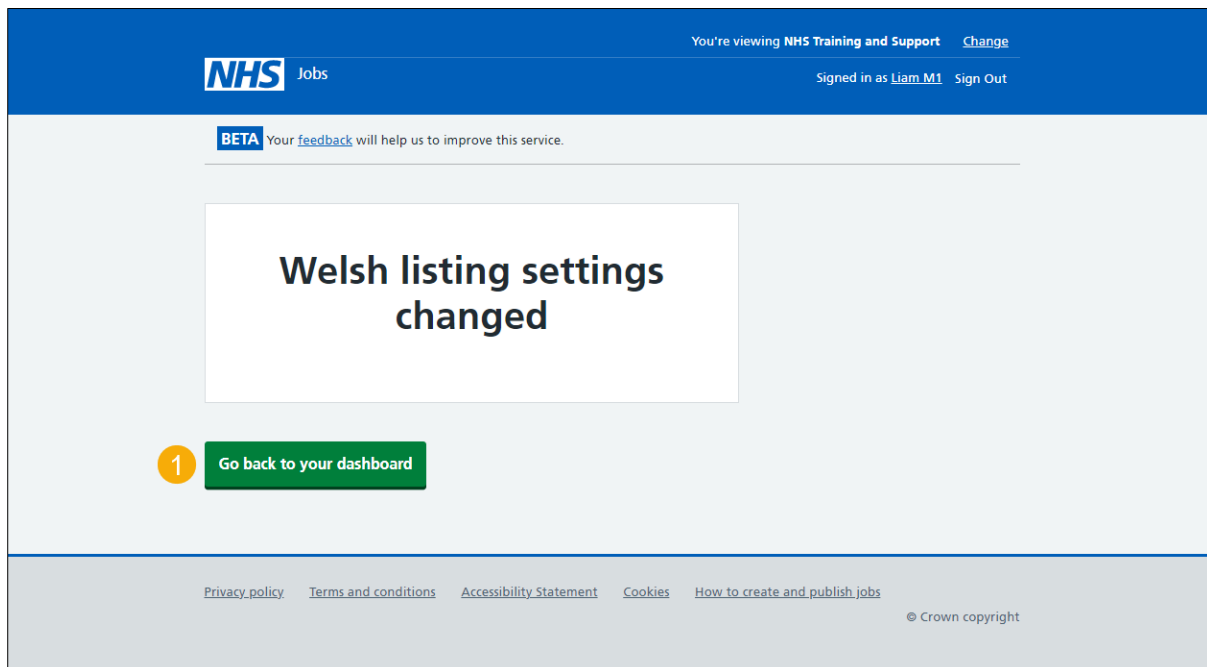 You're viewing NHS Training and Support Change
NHS Jobs
Signed in as Liam M1 Sign Out
BETA Your feedback will help us to improve this service.
Welsh listing settings
changed
1 Go back to your dashboard
Privacy policy Terms and conditions Accessibility Statement Cookies How to create and publish jobs
© Crown copyright